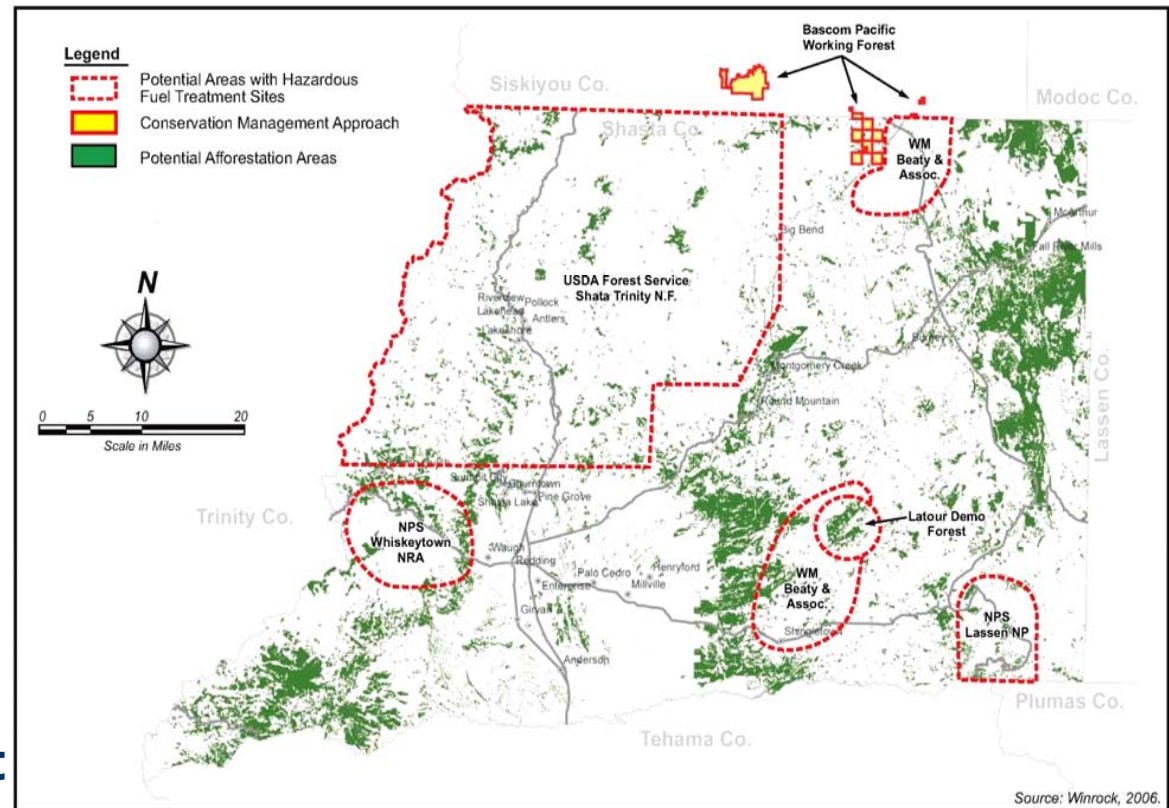 Legend
Potential Areas with Hazardous
Fuel Treatment Sites
Conservation Management Approach
Potential Afforestation Areas
Bascom Pacific
Working Forest
Siskiyou Co.
Modoc Co.
Shasta Co.
WM
Beaty &
Assoc.
McArthur
Big Bend
Fall River Mills
USDA Forest Service
Shata Trinity N.F.
N
Riverview
Pollock
Lakehead
Antlers
Lakeshore
Burney
Montgomery Creek
Round Mountain
Lassen Co.
0 5 10 20
Scale in Miles
Summit City
Shasta Lake
Pine Grove
Trinity Co.
NPS
Whiskeytown
NRA
Latour Demo
Forest
Waugh
Redding
Palo Cedro
Henryford
Enterprise
Millville
WM
Beaty &
Assoc.
Girvan
NPS
Lassen NP
Shingletown
Anderson
Plumas Co.
Tehama Co.
t
Source: Winrock, 2006.